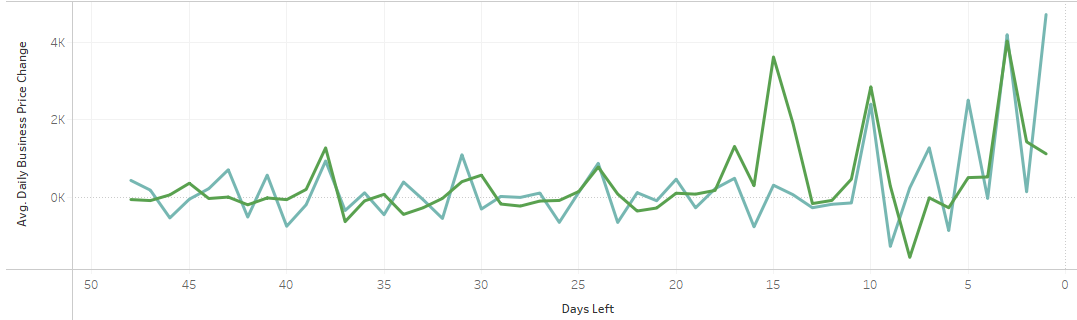 Avg. Daily Business Price Change
4K
2K
0K
50 45 40 35 30 25 20 15 10 5 0
Days Left